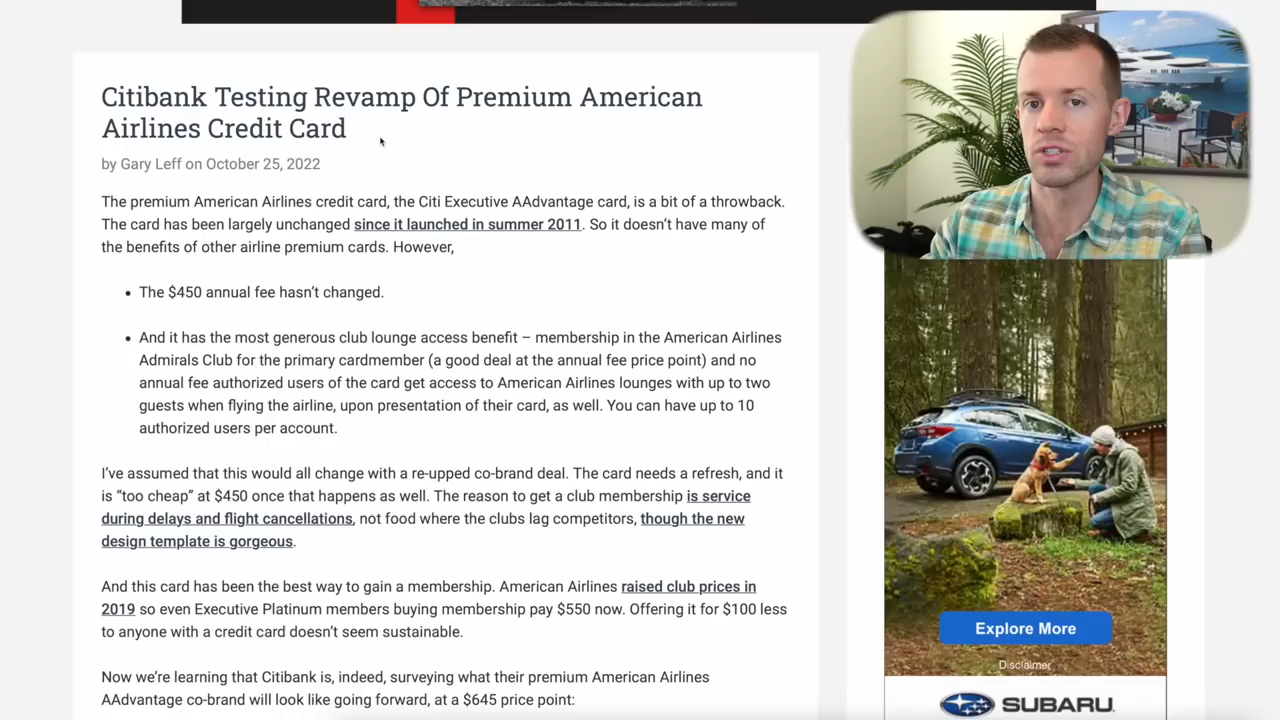 Citibank Testing Revamp Of Premium American
Airlines Credit Card
by Gary Leff on October 25, 2022
The premium American Airlines credit card, the Citi Executive AAdvantage card, is a bit of a throwback.
The card has been largely unchanged since it launched in summer 2011. So it doesn't have many of
the benefits of other airline premium cards. However,
• The $450 annual fee hasn't changed.
• And it has the most generous club lounge access benefit – membership in the American Airlines
Admirals Club for the primary cardmember (a good deal at the annual fee price point) and no
annual fee authorized users of the card get access to American Airlines lounges with up to two
guests when flying the airline, upon presentation of their card, as well. You can have up to 10
authorized users per account.
I've assumed that this would all change with a re-upped co-brand deal. The card needs a refresh, and it
is “too cheap” at $450 once that happens as well. The reason to get a club membership is service
during delays and flight cancellations, not food where the clubs lag competitors, though the new
design template is gorgeous.
And this card has been the best way to gain a membership. American Airlines raised club prices in
2019 so even Executive Platinum members buying membership pay $550 now. Offering it for $100 less
to anyone with a credit card doesn't seem sustainable.
Now we're learning that Citibank is, indeed, surveying what their premium American Airlines
AAdvantage co-brand will look like going forward, at a $645 price point:
Explore More
Disclaimer
SUBARU